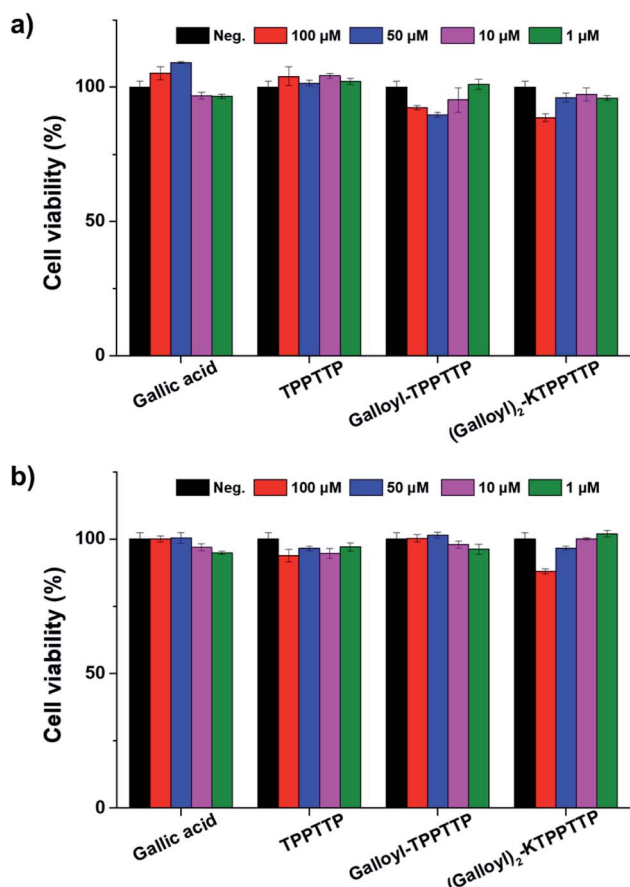 a)
Neg. 100 µM 50 µM 10 µM 1 µM
100
50
0
Cell viability (%)
Gallic acid
TPPTTP
Galloyl-TPPTTP
(Galloyl)2-KTPPTTP
b)
Neg. 100 µM 50 µM 10 µM 1 µM
100
50
0
Cell viability (%)
Gallic acid
TPPTTP
Galloyl-TPPTTP
(Galloyl)2-KTPPTTP